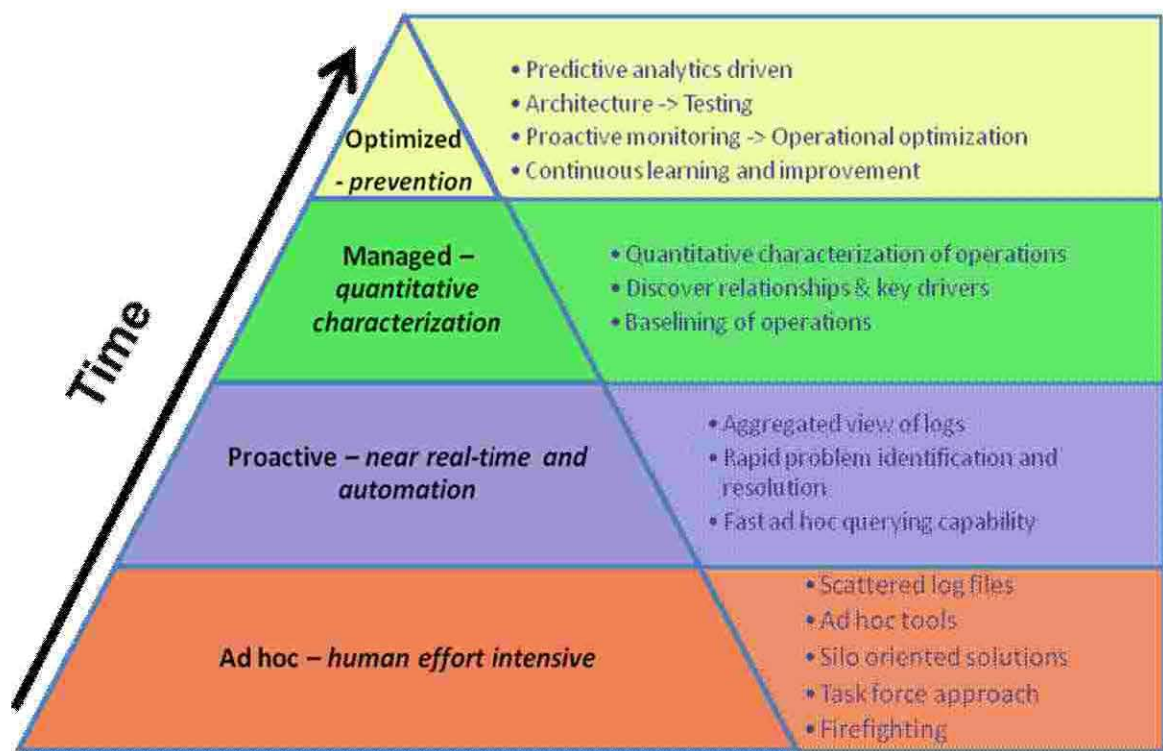 • Predictive analytics driven
• Architecture -> Testing
• Proactive monitoring -> Operational optimization
• Continuous learning and improvement
Optimized
- prevention
Managed –
quantitative
characterization
• Quantitative characterization of operations
• Discover relationships & key drivers
• Baselining of operations
Time
Proactive – near real-time and
automation
• Aggregated view of logs
• Rapid problem identification and
resolution
• Fast ad hoc querying capability
Ad hoc – human effort intensive
• Scattered log files
• Ad hoc tools
• Silo oriented solutions
• Task force approach
• Firefighting